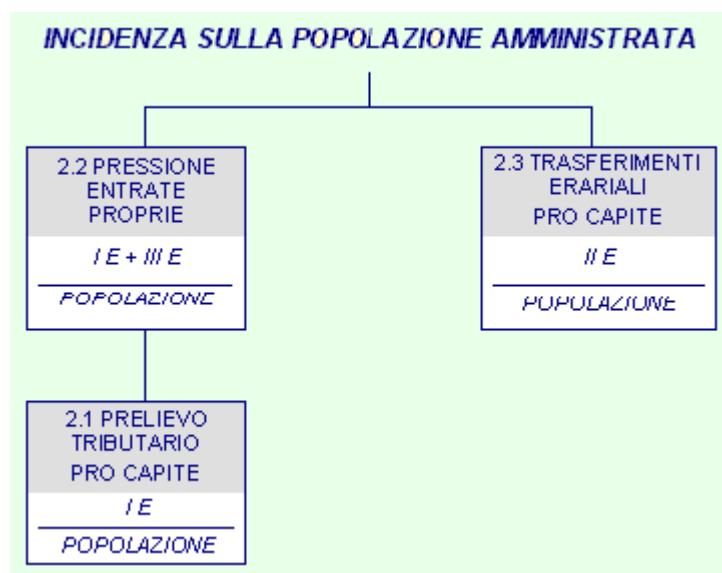 INCIDENZA SULLA POPOLAZIONE AMMINISTRATA
2.2 PRESSIONE
ENTRATE
PROPRIE
I E + III E
POPOLAZIONE
2.3 TRASFERIMENTI
ERARIALI
PRO CAPITE
II E
POPOLAZIONE
2.1 PRELIEVO
TRIBUTARIO
PRO CAPITE
I E
POPOLAZIONE